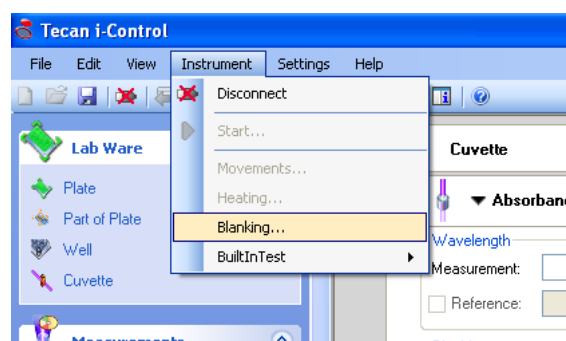 Tecan i-Control
File Edit View Instrument Settings Help
Disconnect
Start...
Movements...
Heating...
Blanking...
BuiltInTest
Lab Ware
Plate
Part of Plate
Well
Cuvette
Measurements
Cuvette
Absorban
Wavelength
Measurement:
Reference: